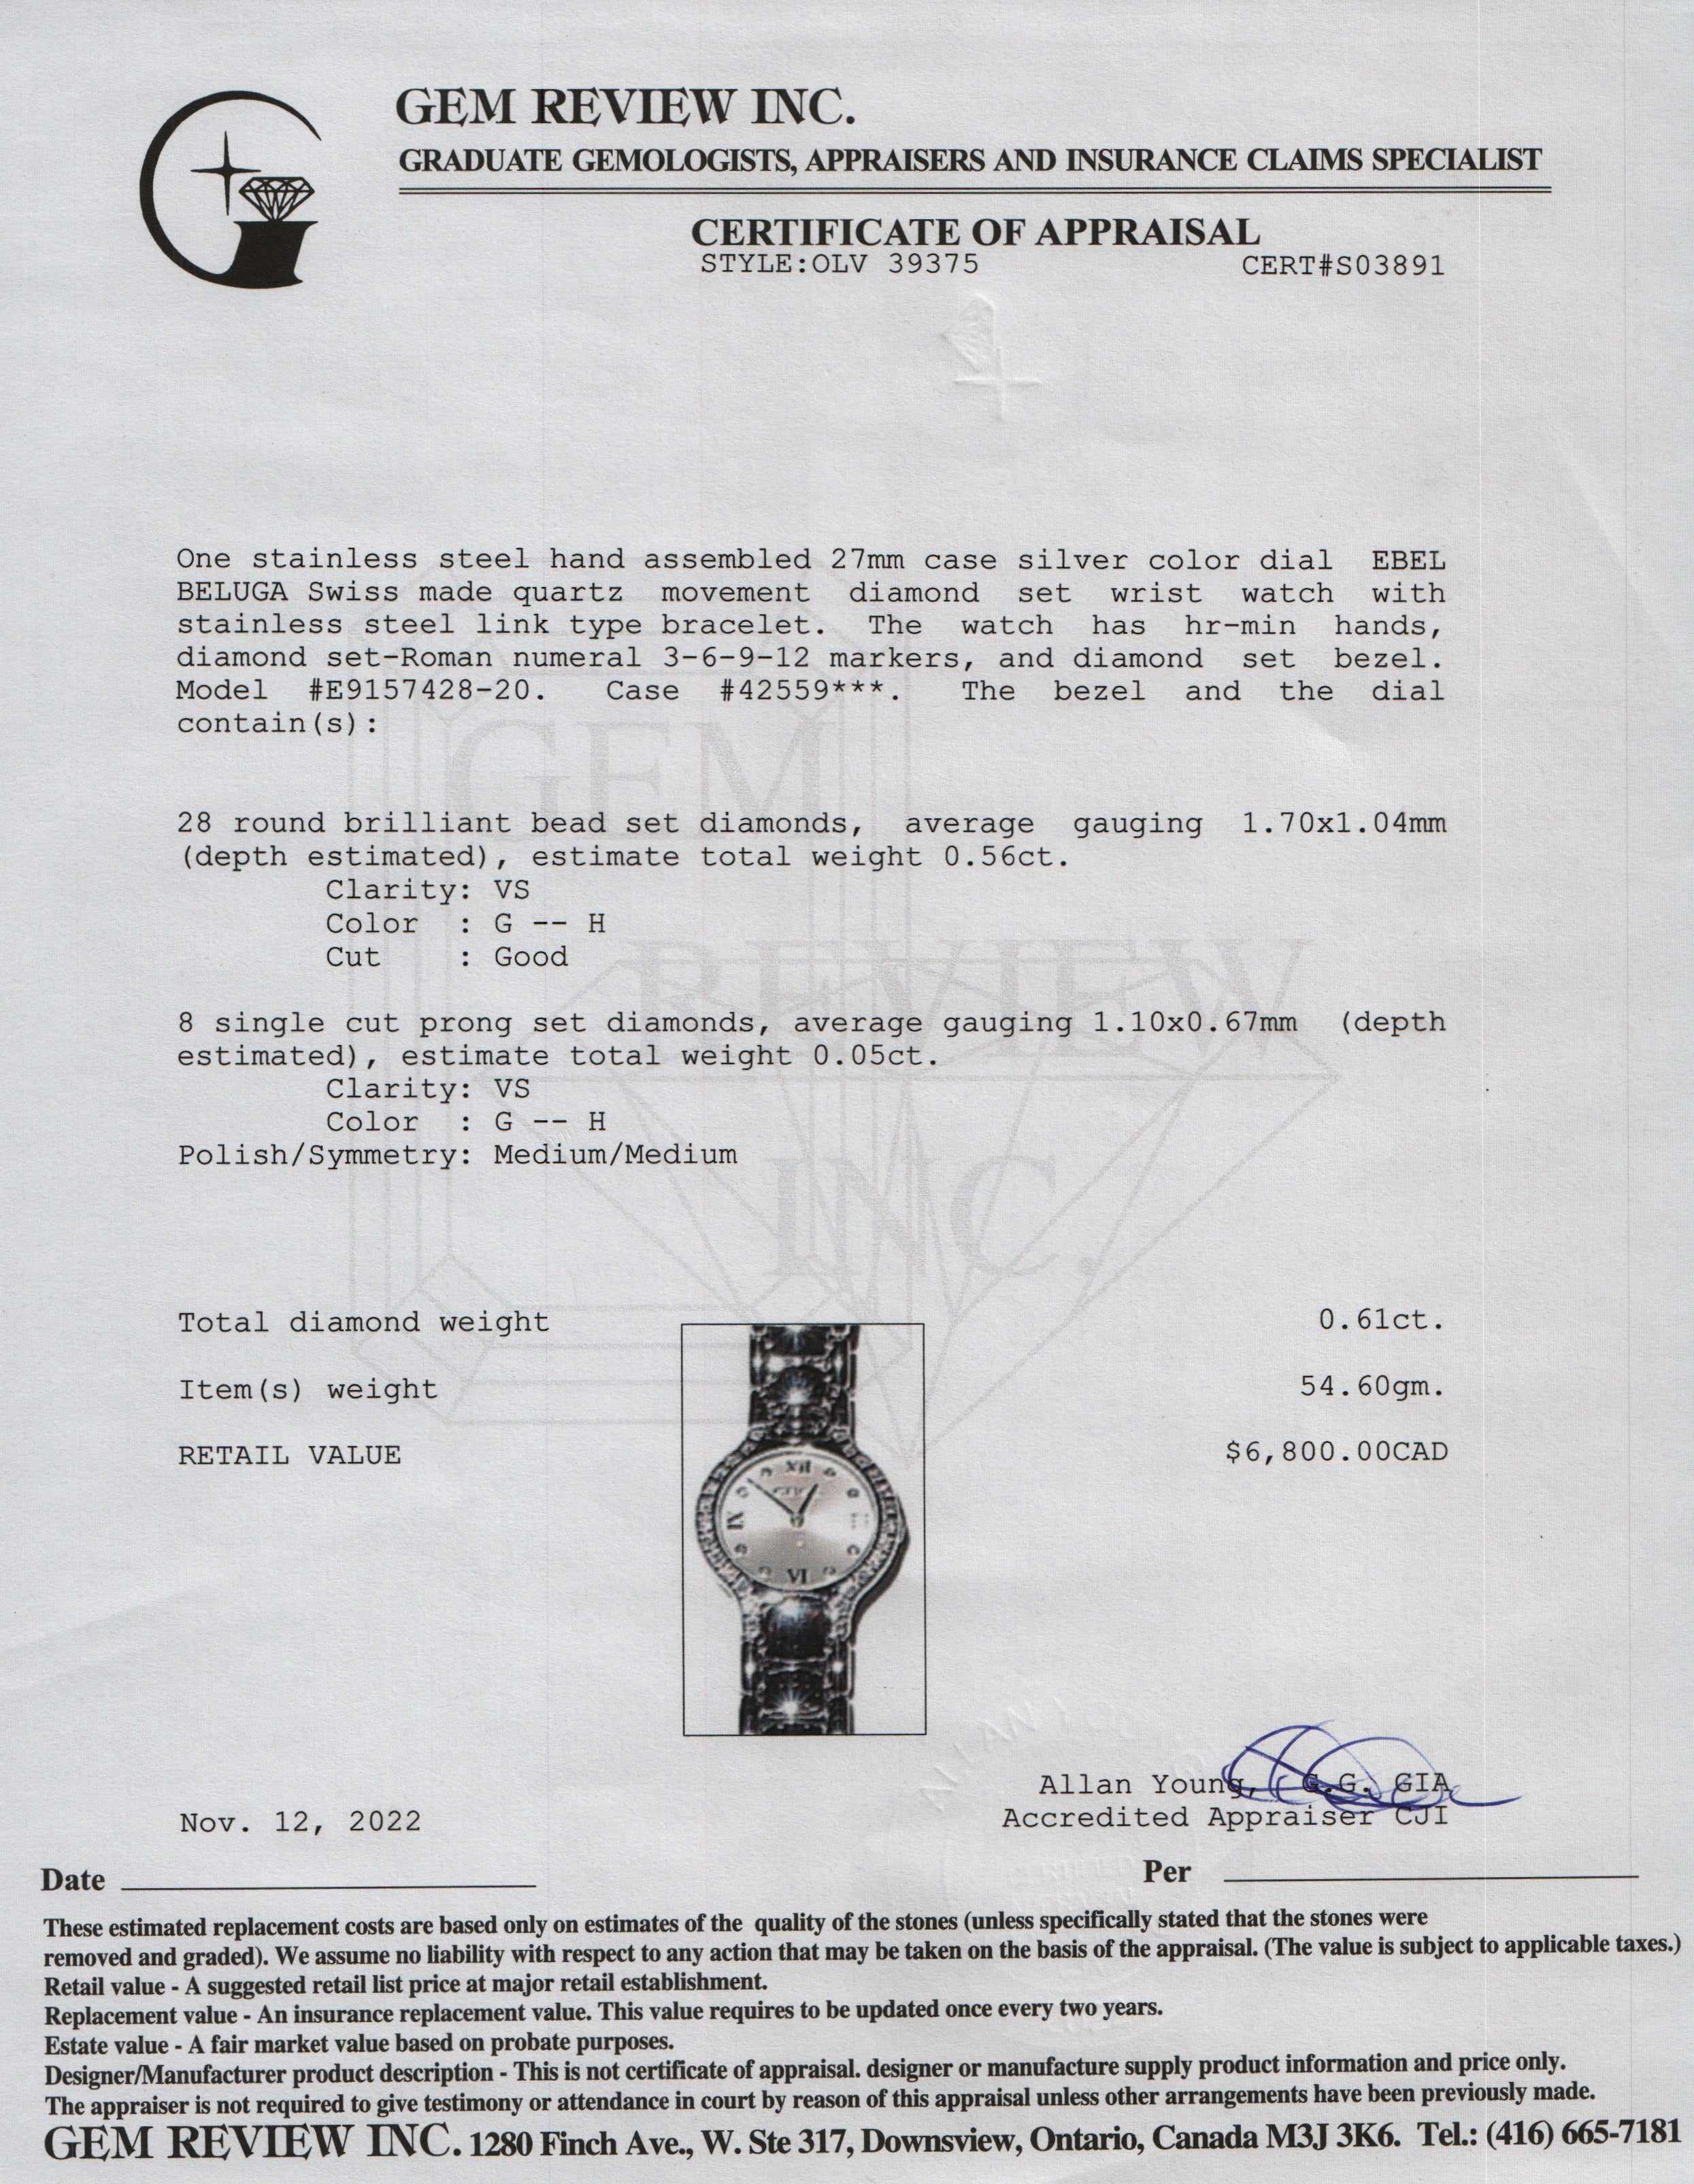 GEM REVIEW INC.
GRADUATE GEMOLOGISTS, APPRAISERS AND INSURANCE CLAIMS SPECIALIST
CERTIFICATE OF APPRAISAL
STYLE:OLV 39375 CERT#S03891
One stainless steel hand assembled 27mm case silver color dial EBEL
BELUGA Swiss made quartz movement diamond set wrist watch with
stainless steel link type bracelet. The watch has hr-min hands,
diamond set-Roman numeral 3-6-9-12 markers, and diamond set bezel.
Model #E9157428-20. Case #42559***. The bezel and the dial
contain(s):
28 round brilliant bead set diamonds, average gauging 1.70x1.04mm
(depth estimated), estimate total weight 0.56ct.
Clarity: VS
Color : G -- H
Cut : Good
8 single cut prong set diamonds, average gauging 1.10x0.67mm (depth
estimated), estimate total weight 0.05ct.
Clarity: VS
Color : G -- H
Polish/Symmetry: Medium/Medium
GEM
REVIEW
INC.
Total diamond weight 0.61ct.
Item(s) weight 54.60gm.
RETAIL VALUE $6,800.00CAD
XII
IX
VI
Allan Young, G.G. GIA
Accredited Appraiser CJI
Nov. 12, 2022
Date
Per
These estimated replacement costs are based only on estimates of the quality of the stones (unless specifically stated that the stones were
removed and graded). We assume no liability with respect to any action that may be taken on the basis of the appraisal. (The value is subject to applicable taxes.)
Retail value - A suggested retail list price at major retail establishment.
Replacement value - An insurance replacement value. This value requires to be updated once every two years.
Estate value - A fair market value based on probate purposes.
Designer/Manufacturer product description - This is not certificate of appraisal. designer or manufacture supply product information and price only.
The appraiser is not required to give testimony or attendance in court by reason of this appraisal unless other arrangements have been previously made.
GEM REVIEW INC. 1280 Finch Ave., W. Ste 317, Downsview, Ontario, Canada M3J 3K6. Tel.: (416) 665-7181